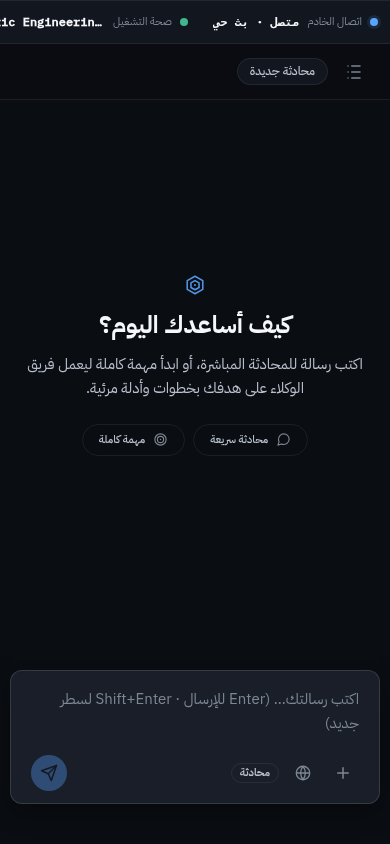 اتصال الخادم متصل · بث حي صحة التشغيل tic Engineerin…
محادثة جديدة
كيف أساعدك اليوم؟
اكتب رسالة للمحادثة المباشرة، أو ابدأ مهمة كاملة ليعمل فريق
الوكلاء على هدفك بخطوات وأدلة مرئية.
محادثة سريعة
مهمة كاملة
اكتب رسالتك... (Enter للإرسال · Shift+Enter لسطر
جديد)
محادثة